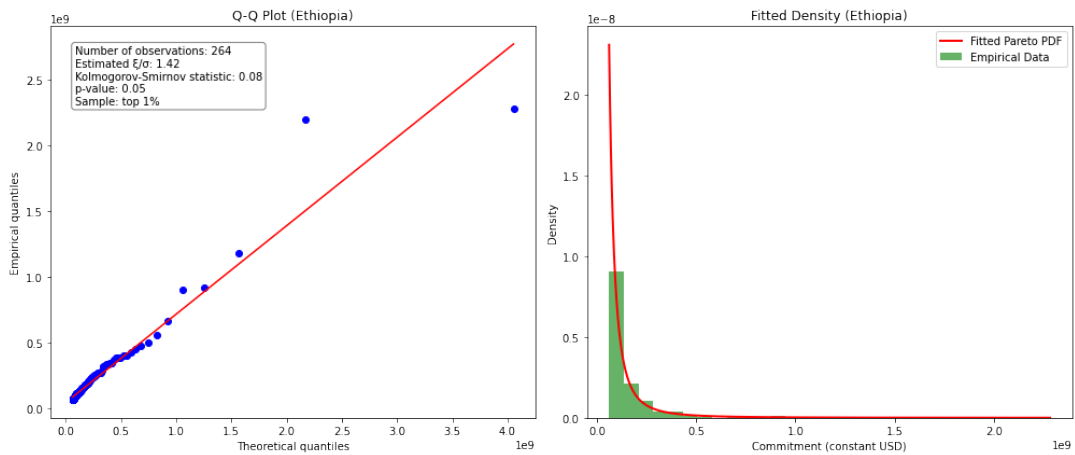 Q-Q Plot (Ethiopia)
1e9
Number of observations: 264
Estimated ξ/σ: 1.42
Kolmogorov-Smirnov statistic: 0.08
p-value: 0.05
Sample: top 1%
2.5
2.0
1.5
1.0
0.5
0.0
Empirical quantiles
0.0 0.5 1.0 1.5 2.0 2.5 3.0 3.5 4.0
1e9
Theoretical quantiles
Fitted Density (Ethiopia)
1e-8
Fitted Pareto PDF
Empirical Data
2.0
1.5
1.0
0.5
0.0
Density
0.0 0.5 1.0 1.5 2.0
1e9
Commitment (constant USD)